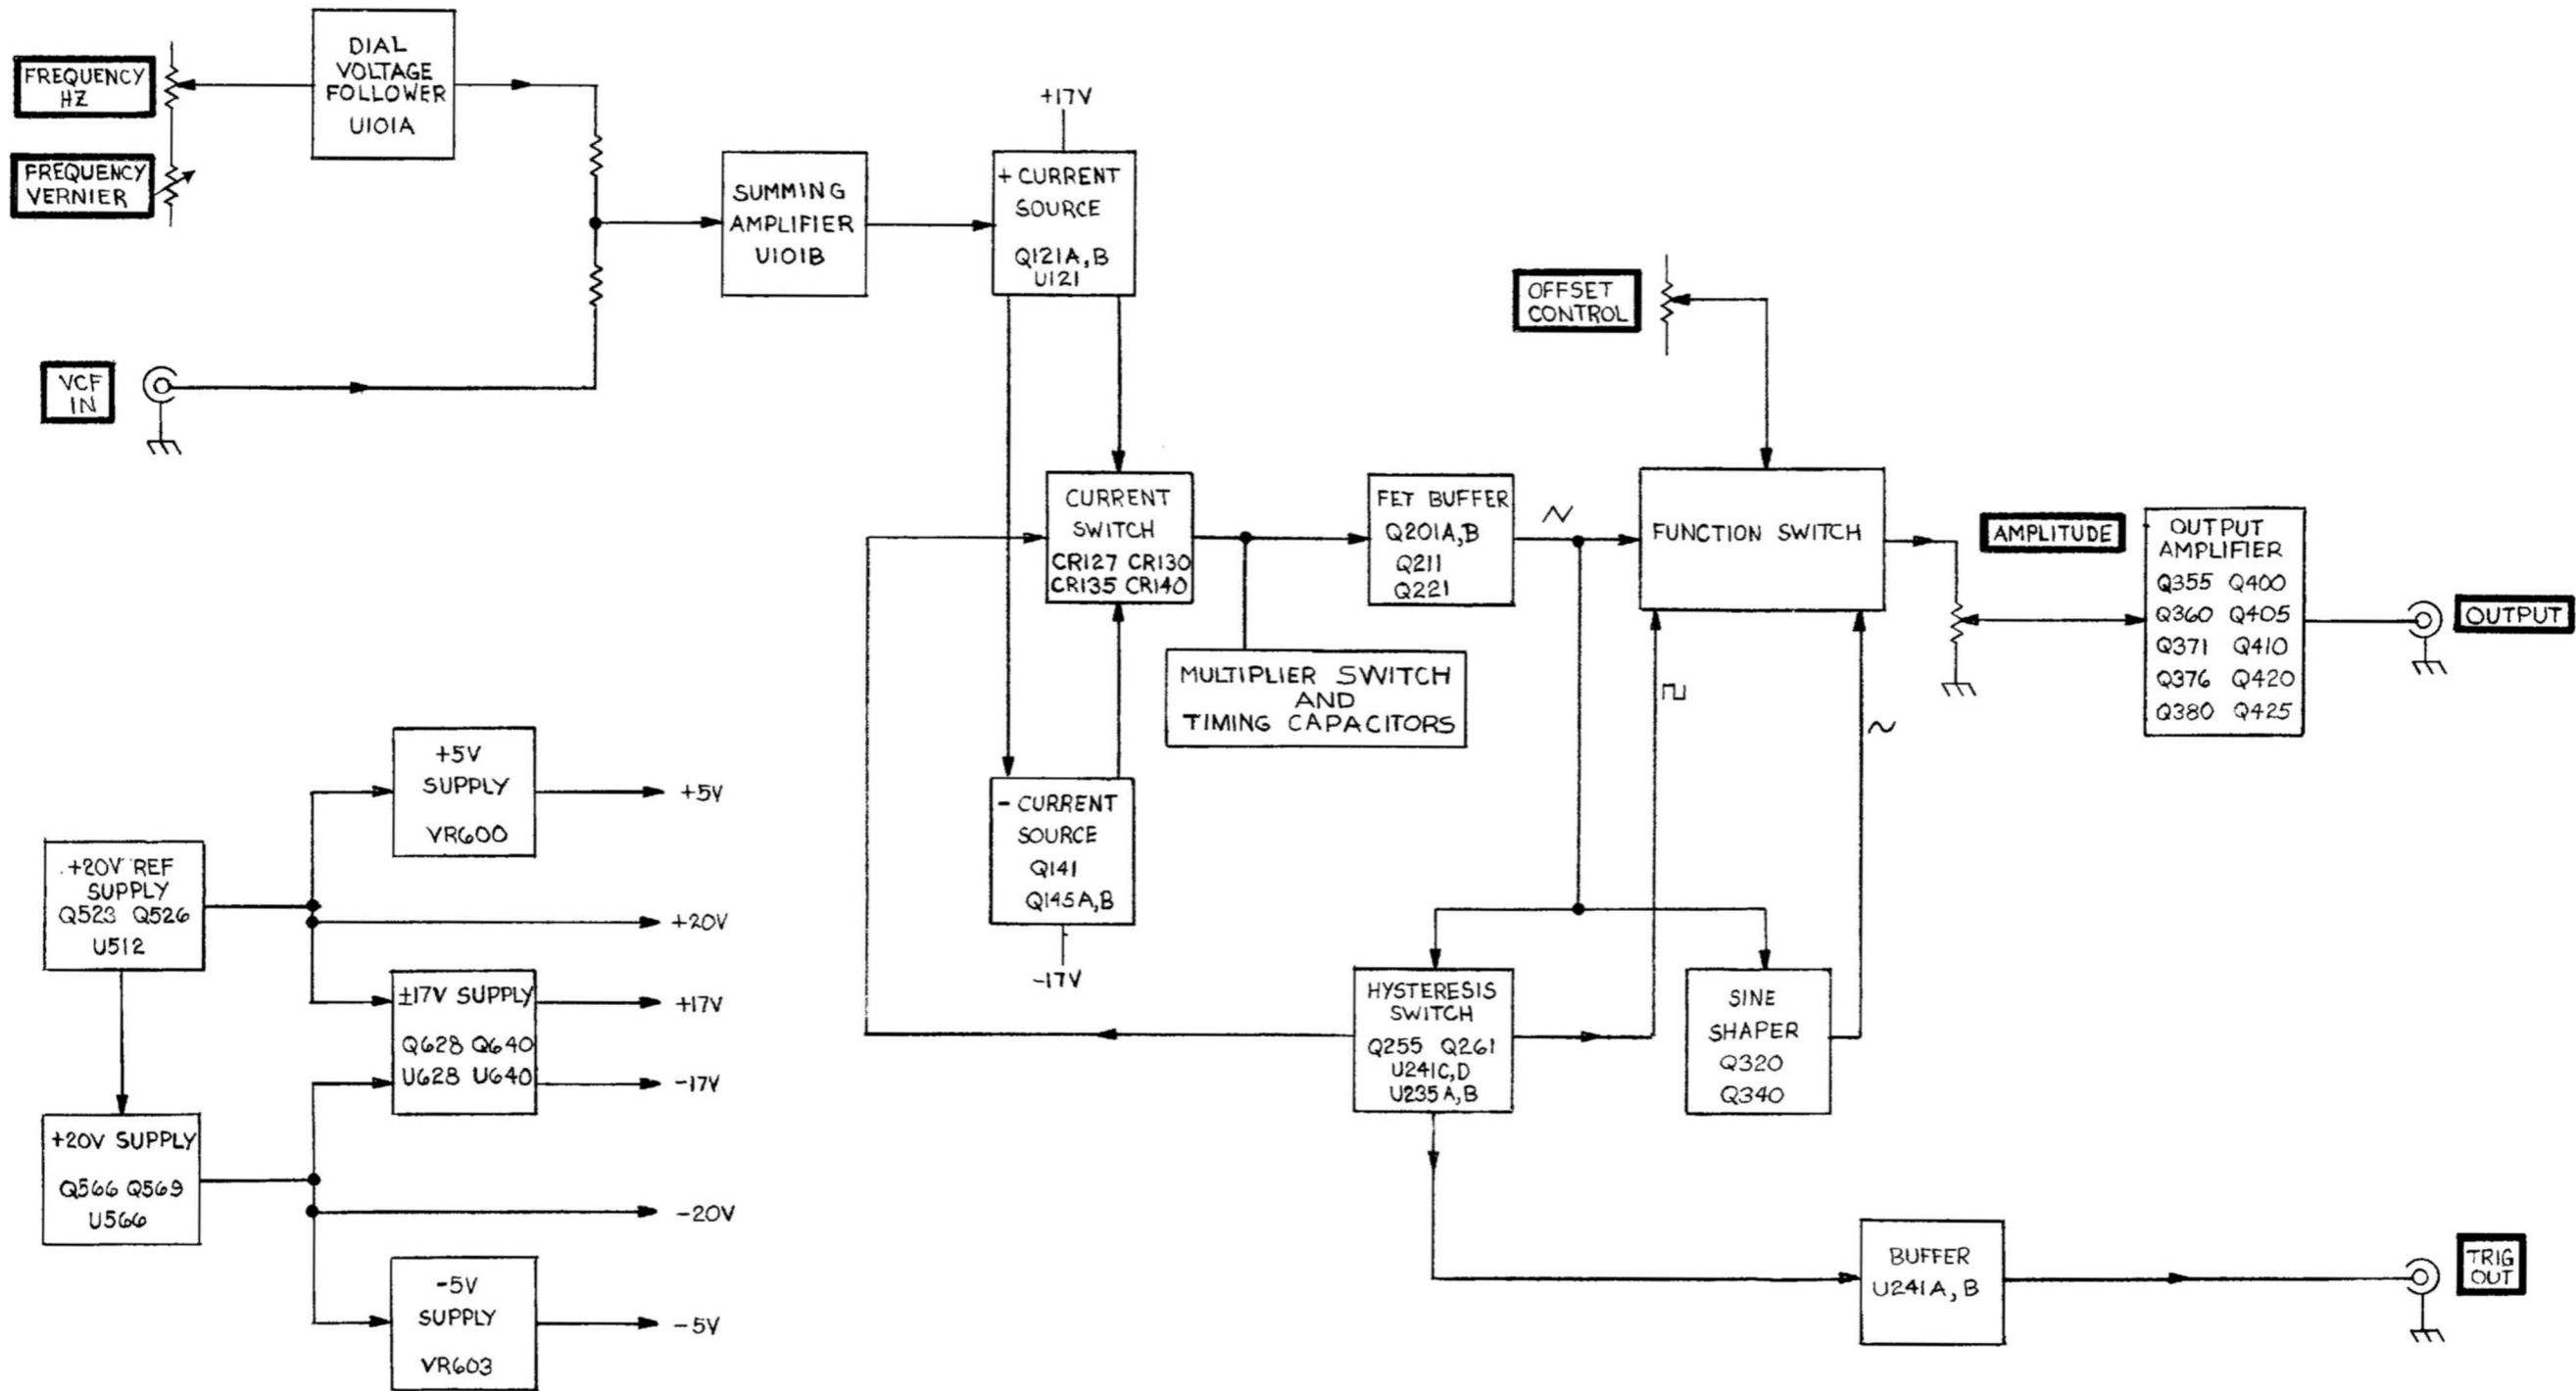 FREQUENCY
HZ
FREQUENCY
VERNIER
DIAL
VOLTAGE
FOLLOWER
U101A
VCF
IN
SUMMING
AMPLIFIER
U101B
+17V
+ CURRENT
SOURCE
Q121A, B
U121
OFFSET
CONTROL
CURRENT
SWITCH
CR127 CR130
CR135 CR140
FET BUFFER
Q201A,B
Q211
Q221
FUNCTION SWITCH
AMPLITUDE
OUTPUT
AMPLIFIER
Q355 Q400
Q360 Q405
Q371 Q410
Q376 Q420
Q380 Q425
OUTPUT
MULTIPLIER SWITCH
AND
TIMING CAPACITORS
- CURRENT
SOURCE
Q141
Q145A,B
-17V
+5V
SUPPLY
VR600
+5V
+20V REF
SUPPLY
Q523 Q526
U512
+20V
±17V SUPPLY
Q628 Q640
U628 U640
+17V
-17V
+20V SUPPLY
Q566 Q569
U566
-20V
-5V
SUPPLY
VR603
-5V
HYSTERESIS
SWITCH
Q255 Q261
U241C,D
U235A,B
SINE
SHAPER
Q320
Q340
BUFFER
U241A, B
TRIG
OUT